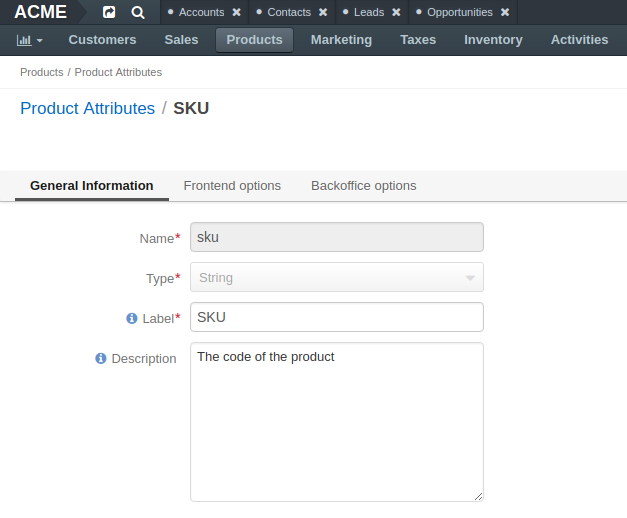 ACME Accounts Contacts Leads Opportunities
Customers Sales Products Marketing Taxes Inventory Activities
Products / Product Attributes
Product Attributes / SKU
General Information Frontend options Backoffice options
Name* sku
Type* String
Label* SKU
Description The code of the product